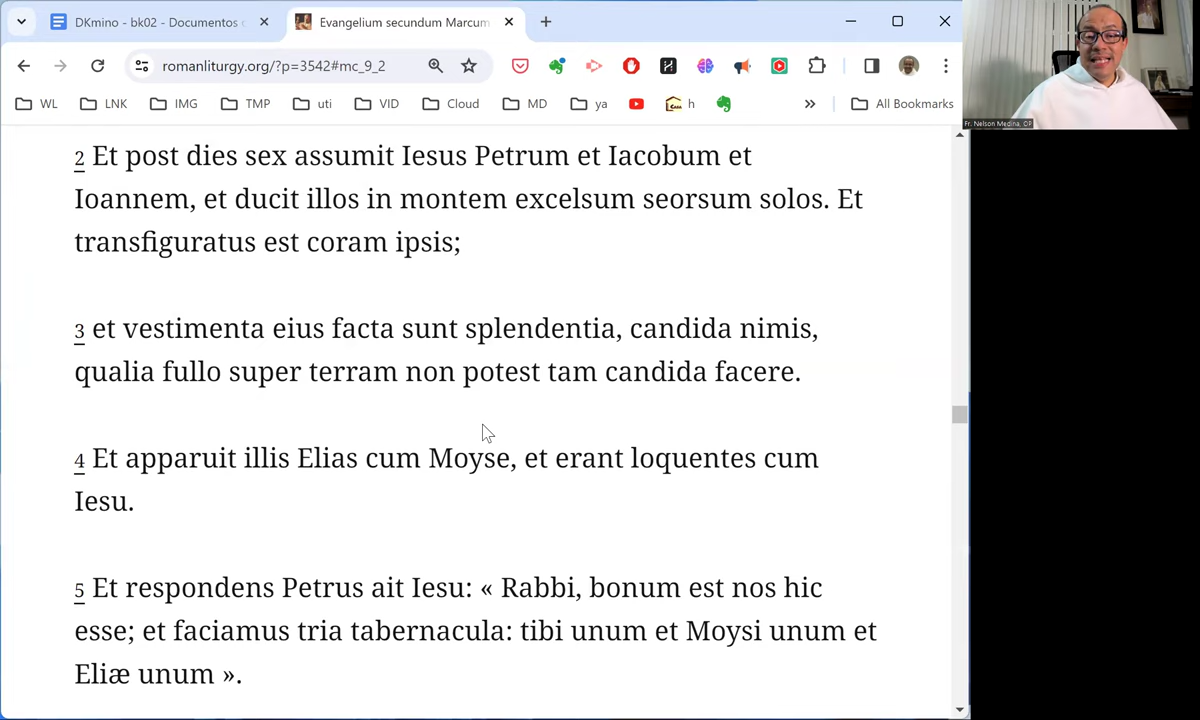 DKmino - bk02 - Documentos
Evangelium secundum Marcum
romanliturgy.org/?p=3542#mc_9_2
WL LNK IMG TMP uti VID Cloud MD ya h » All Bookmarks
Fr. Nelson Medina, OP
2 Et post dies sex assumit Iesus Petrum et Iacobum et
Ioannem, et ducit illos in montem excelsum seorsum solos. Et
transfiguratus est coram ipsis;
3 et vestimenta eius facta sunt splendentia, candida nimis,
qualia fullo super terram non potest tam candida facere.
4 Et apparuit illis Elias cum Moyse, et erant loquentes cum
Iesu.
5 Et respondens Petrus ait Iesu: « Rabbi, bonum est nos hic
esse; et faciamus tria tabernacula: tibi unum et Moysi unum et
Eliæ unum ».